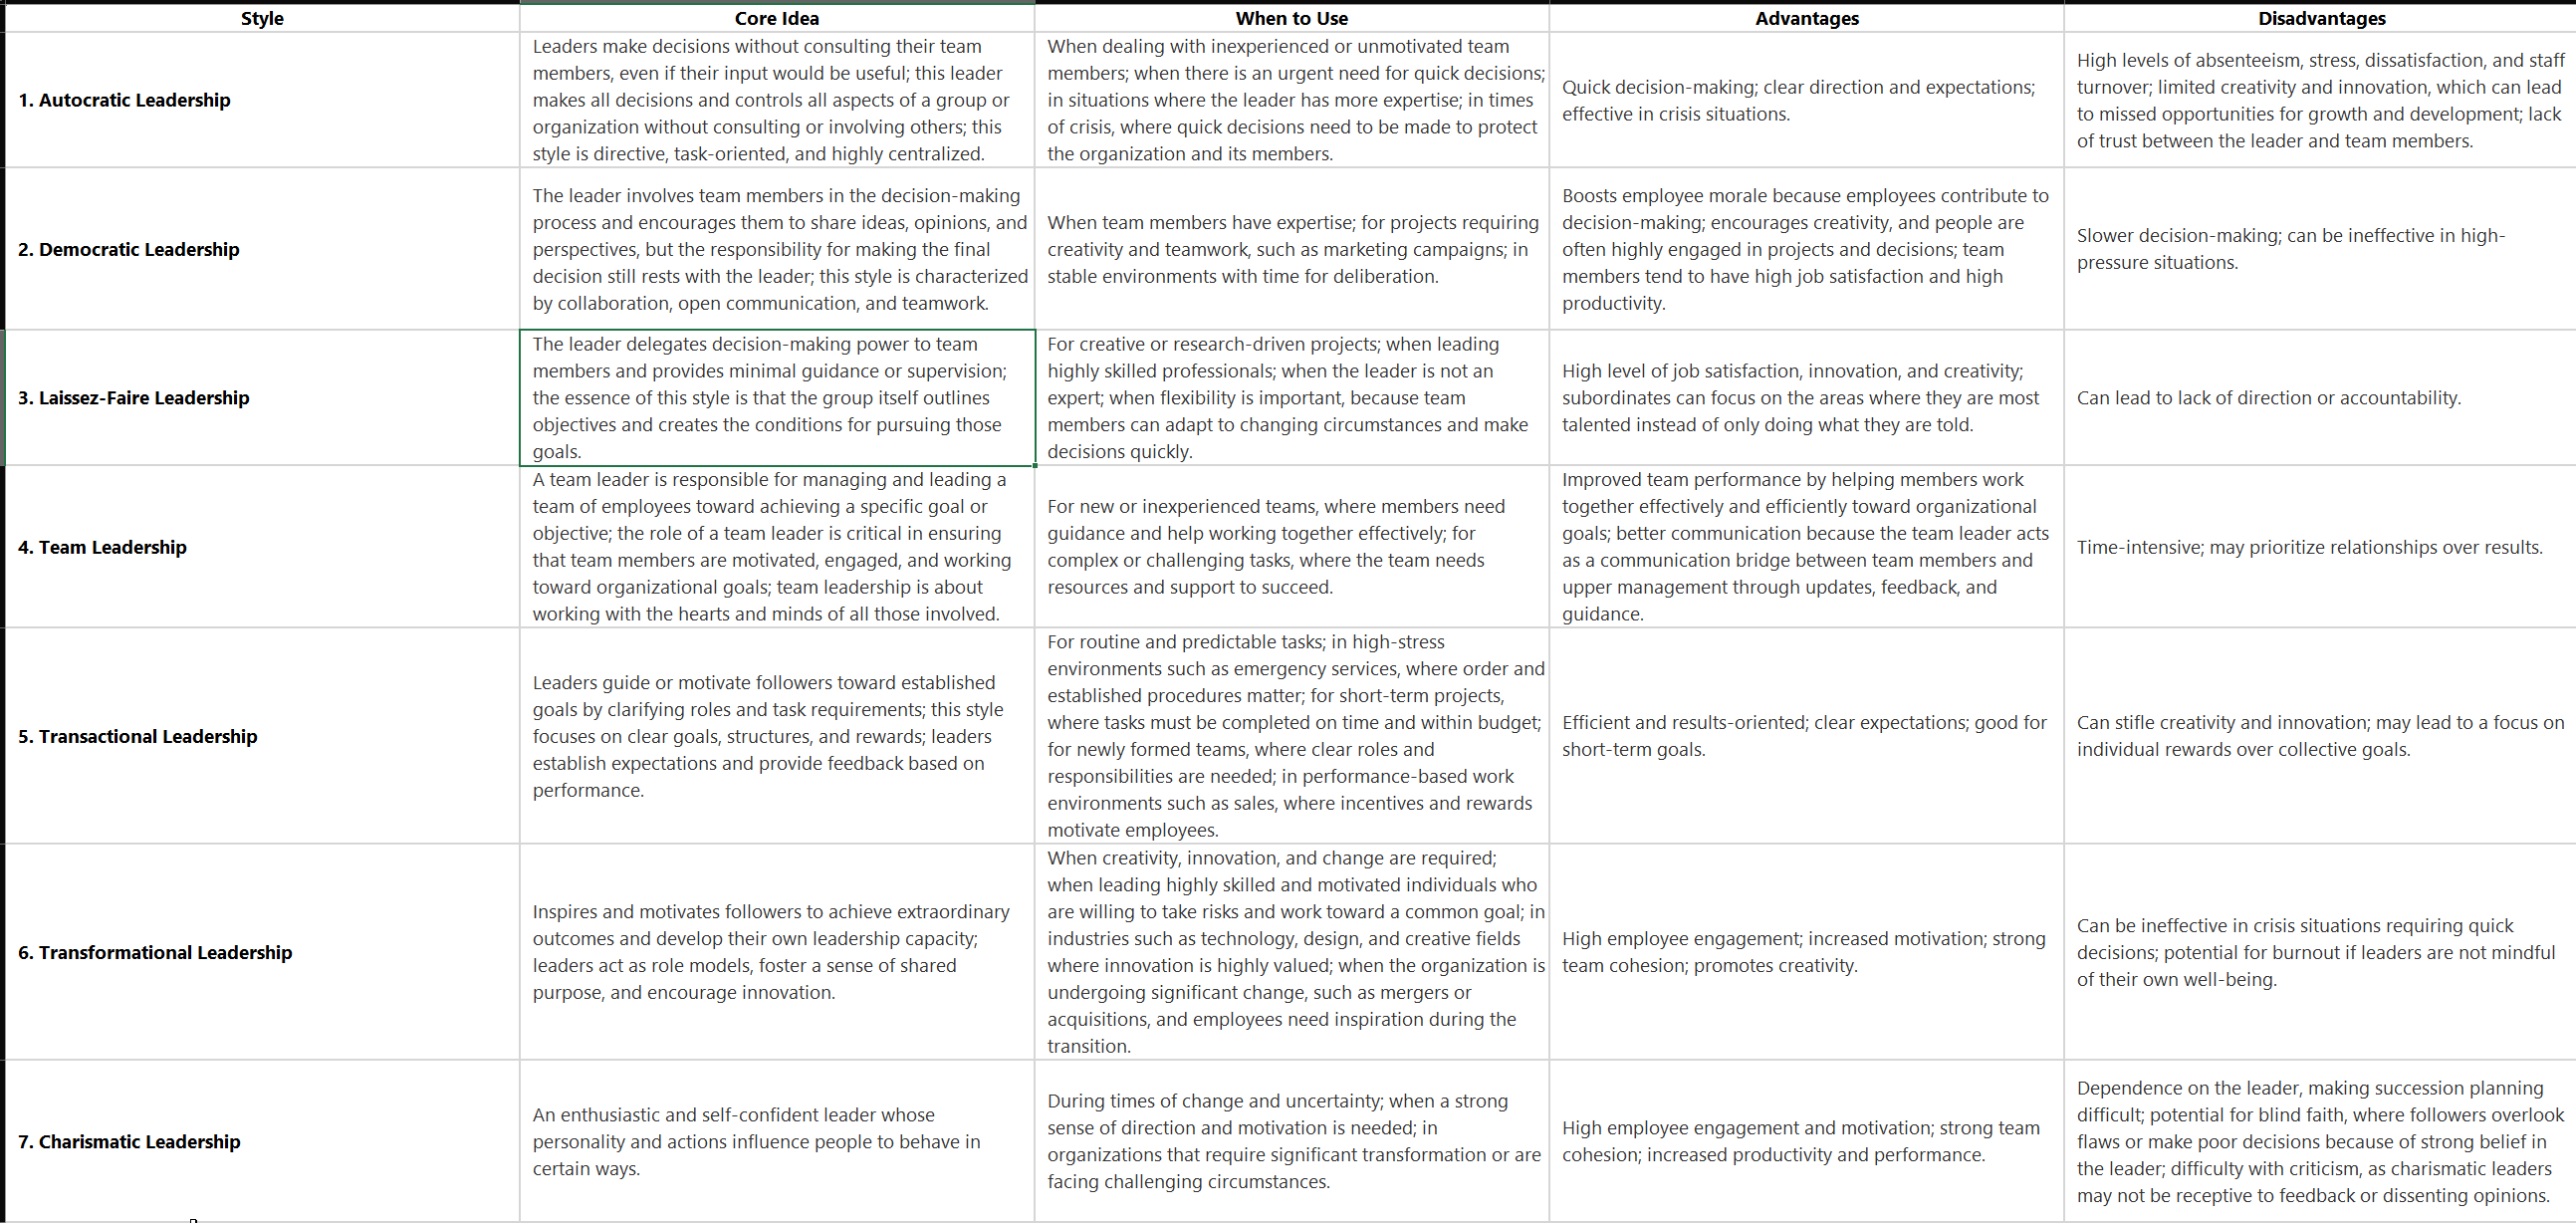 Style
Core Idea
When to Use
Advantages
Disadvantages
1. Autocratic Leadership
Leaders make decisions without consulting their team
members, even if their input would be useful; this leader
makes all decisions and controls all aspects of a group or
organization without consulting or involving others; this
style is directive, task-oriented, and highly centralized.
When dealing with inexperienced or unmotivated team
members; when there is an urgent need for quick decisions;
in situations where the leader has more expertise; in times
of crisis, where quick decisions need to be made to protect
the organization and its members.
Quick decision-making; clear direction and expectations;
effective in crisis situations.
High levels of absenteeism, stress, dissatisfaction, and staff
turnover; limited creativity and innovation, which can lead
to missed opportunities for growth and development; lack
of trust between the leader and team members.
2. Democratic Leadership
The leader involves team members in the decision-making
process and encourages them to share ideas, opinions, and
perspectives, but the responsibility for making the final
decision still rests with the leader; this style is characterized
by collaboration, open communication, and teamwork.
When team members have expertise; for projects requiring
creativity and teamwork, such as marketing campaigns; in
stable environments with time for deliberation.
Boosts employee morale because employees contribute to
decision-making; encourages creativity, and people are
often highly engaged in projects and decisions; team
members tend to have high job satisfaction and high
productivity.
Slower decision-making; can be ineffective in high-
pressure situations.
3. Laissez-Faire Leadership
The leader delegates decision-making power to team
members and provides minimal guidance or supervision;
the essence of this style is that the group itself outlines
objectives and creates the conditions for pursuing those
goals.
For creative or research-driven projects; when leading
highly skilled professionals; when the leader is not an
expert; when flexibility is important, because team
members can adapt to changing circumstances and make
decisions quickly.
High level of job satisfaction, innovation, and creativity;
subordinates can focus on the areas where they are most
talented instead of only doing what they are told.
Can lead to lack of direction or accountability.
4. Team Leadership
A team leader is responsible for managing and leading a
team of employees toward achieving a specific goal or
objective; the role of a team leader is critical in ensuring
that team members are motivated, engaged, and working
toward organizational goals; team leadership is about
working with the hearts and minds of all those involved.
For new or inexperienced teams, where members need
guidance and help working together effectively; for
complex or challenging tasks, where the team needs
resources and support to succeed.
Improved team performance by helping members work
together effectively and efficiently toward organizational
goals; better communication because the team leader acts
as a communication bridge between team members and
upper management through updates, feedback, and
guidance.
Time-intensive; may prioritize relationships over results.
5. Transactional Leadership
Leaders guide or motivate followers toward established
goals by clarifying roles and task requirements; this style
focuses on clear goals, structures, and rewards; leaders
establish expectations and provide feedback based on
performance.
For routine and predictable tasks; in high-stress
environments such as emergency services, where order and
established procedures matter; for short-term projects,
where tasks must be completed on time and within budget;
for newly formed teams, where clear roles and
responsibilities are needed; in performance-based work
environments such as sales, where incentives and rewards
motivate employees.
Efficient and results-oriented; clear expectations; good for
short-term goals.
Can stifle creativity and innovation; may lead to a focus on
individual rewards over collective goals.
6. Transformational Leadership
Inspires and motivates followers to achieve extraordinary
outcomes and develop their own leadership capacity;
leaders act as role models, foster a sense of shared
purpose, and encourage innovation.
When creativity, innovation, and change are required;
when leading highly skilled and motivated individuals who
are willing to take risks and work toward a common goal; in
industries such as technology, design, and creative fields
where innovation is highly valued; when the organization is
undergoing significant change, such as mergers or
acquisitions, and employees need inspiration during the
transition.
High employee engagement; increased motivation; strong
team cohesion; promotes creativity.
Can be ineffective in crisis situations requiring quick
decisions; potential for burnout if leaders are not mindful
of their own well-being.
7. Charismatic Leadership
An enthusiastic and self-confident leader whose
personality and actions influence people to behave in
certain ways.
During times of change and uncertainty; when a strong
sense of direction and motivation is needed; in
organizations that require significant transformation or are
facing challenging circumstances.
High employee engagement and motivation; strong team
cohesion; increased productivity and performance.
Dependence on the leader, making succession planning
difficult; potential for blind faith, where followers overlook
flaws or make poor decisions because of strong belief in
the leader; difficulty with criticism, as charismatic leaders
may not be receptive to feedback or dissenting opinions.